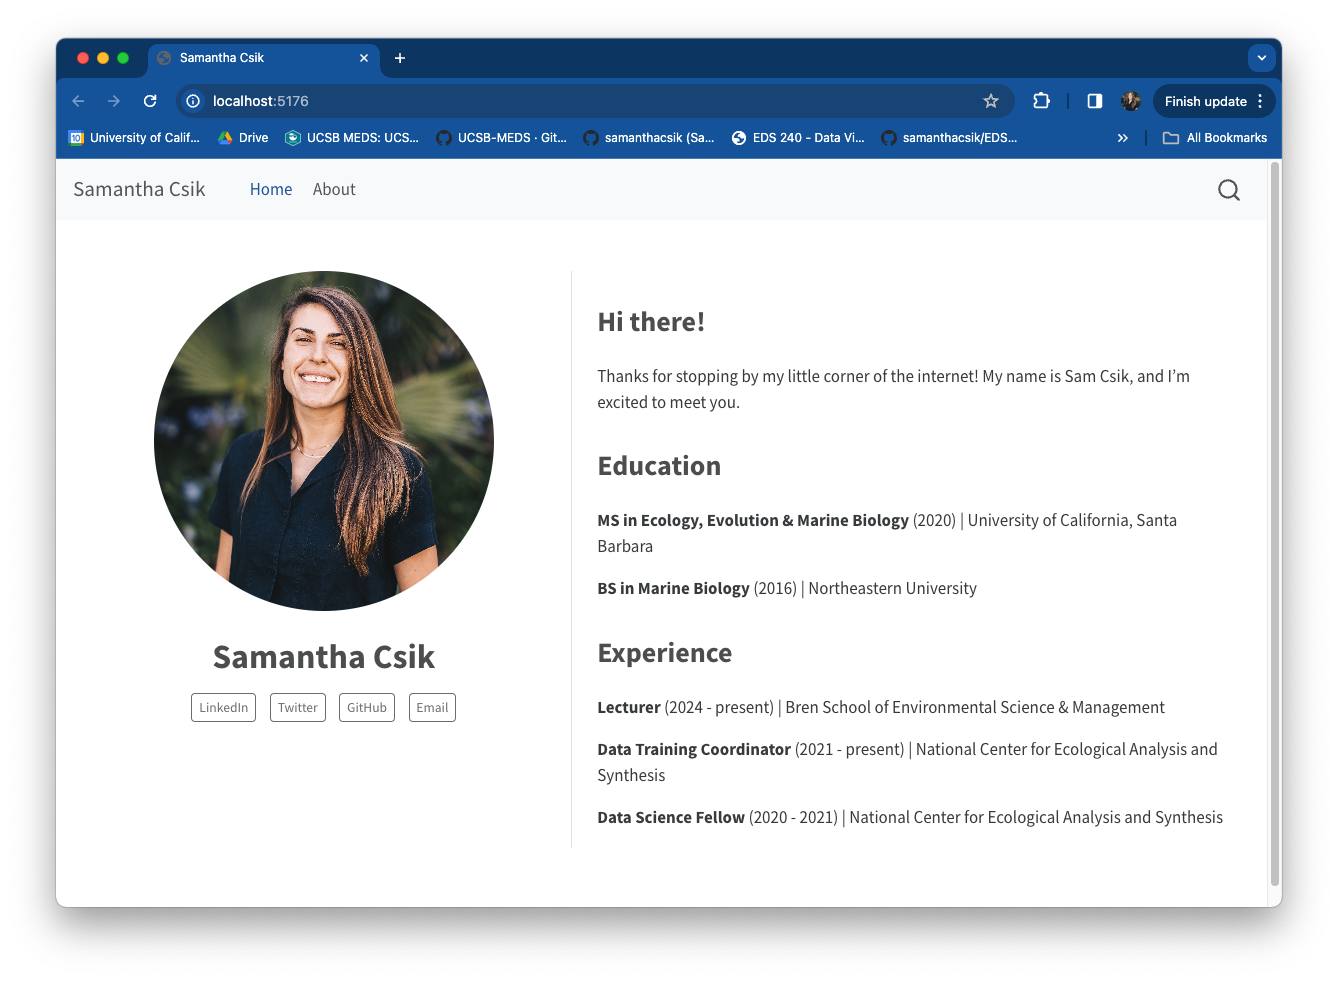 Samantha Csik
localhost:5176
Finish update
10
University of Calif...
Drive
UCSB MEDS: UCS...
UCSB-MEDS · Git...
samanthacsik (Sa...
EDS 240 - Data Vi...
samanthacsik/EDS...
»
All Bookmarks
Samantha Csik
Home
About
Samantha Csik
LinkedIn
Twitter
GitHub
Email
Hi there!
Thanks for stopping by my little corner of the internet! My name is Sam Csik, and I’m
excited to meet you.
Education
MS in Ecology, Evolution & Marine Biology (2020) | University of California, Santa
Barbara
BS in Marine Biology (2016) | Northeastern University
Experience
Lecturer (2024 - present) | Bren School of Environmental Science & Management
Data Training Coordinator (2021 - present) | National Center for Ecological Analysis and
Synthesis
Data Science Fellow (2020 - 2021) | National Center for Ecological Analysis and Synthesis